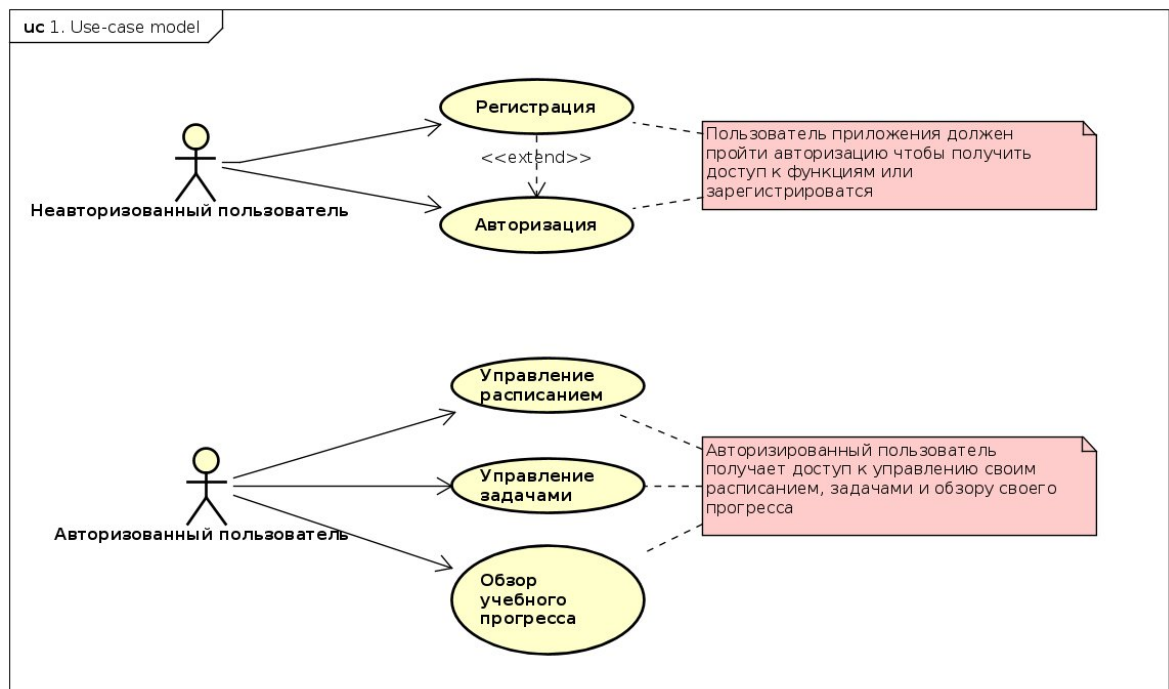 uc 1. Use-case model
Регистрация
Пользователь приложения должен
пройти авторизацию чтобы получить
доступ к функциям или
зарегистрироватся
<<extend>>
Неавторизованный пользователь
Авторизация
Управление
расписанием
Авторизированный пользователь
получает доступ к управлению своим
расписанием, задачами и обзору своего
прогресса
Управление
задачами
Авторизованный пользователь
Обзор
учебного
прогресса